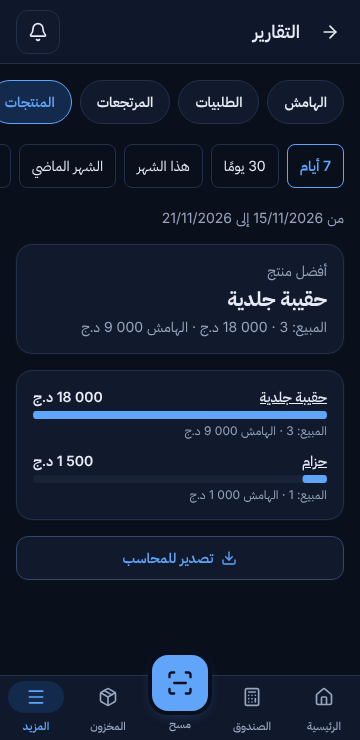 التقارير
الهامش
الطلبيات
المرتجعات
المنتجات
7 أيام
30 يومًا
هذا الشهر
الشهر الماضي
من 15/11/2026 إلى 21/11/2026
أفضل منتج
حقيبة جلدية
المبيع: 3 · 18 000 د.ج · الهامش 9 000 د.ج
حقيبة جلدية 18 000 د.ج
المبيع: 3 · الهامش 9 000 د.ج
حزام 1 500 د.ج
المبيع: 1 · الهامش 1 000 د.ج
تصدير للمحاسب
الرئيسية
الصندوق
مسح
المخزون
المزيد